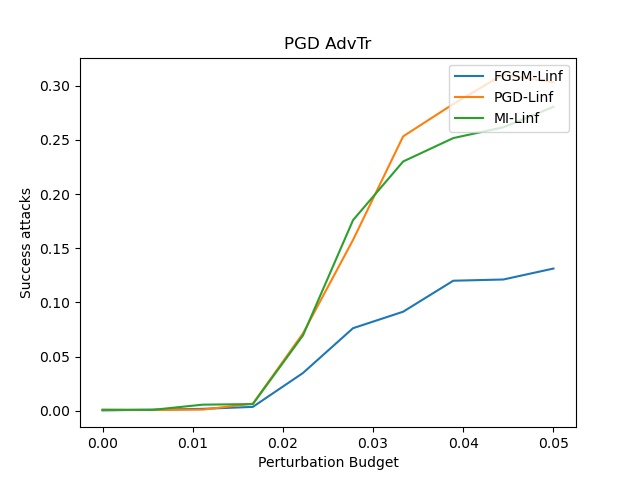 PGD AdvTr
FGSM-Linf
PGD-Linf
MI-Linf
Success attacks
0.30
0.25
0.20
0.15
0.10
0.05
0.00
0.00 0.01 0.02 0.03 0.04 0.05
Perturbation Budget